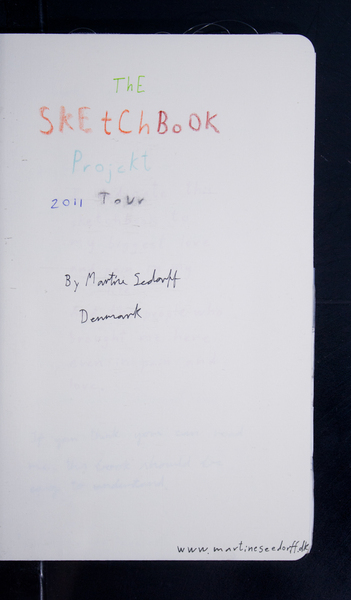 ThE
SkEtChBoOK
Projekt
2011 Tour
By Martine Seedorff
Denmark
www.martineseedorff.dk